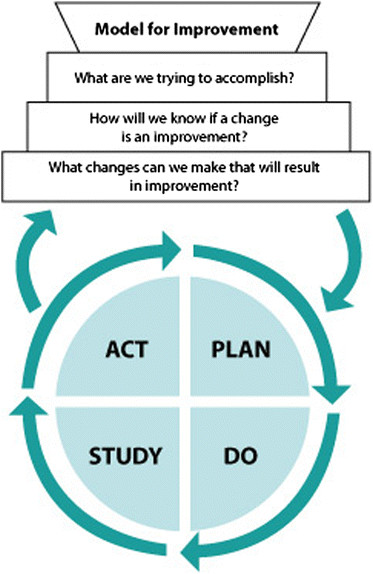 Model for Improvement
What are we trying to accomplish?
How will we know if a change
is an improvement?
What changes can we make that will result
in improvement?
ACT
PLAN
STUDY
DO